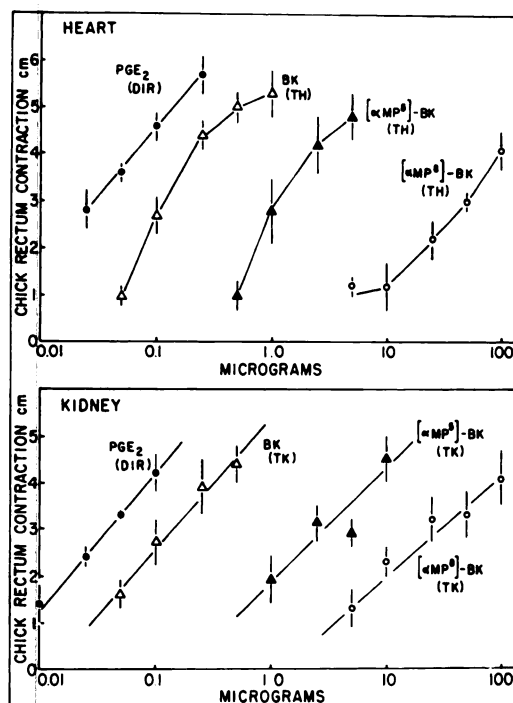 HEART
PGE₂
(DIR)
BK
(TH)
[αMP⁸]-BK
(TH)
[αMP⁸]-BK
(TH)
CHICK RECTUM CONTRACTION cm
6
5
4
3
2
1
0
0.01 0.1 1.0 10 100
MICROGRAMS
KIDNEY
PGE₂
(DIR)
BK
(TK)
[αMP⁵]-BK
(TK)
[αMP⁸]-BK
(TK)
CHICK RECTUM CONTRACTION cm
5
4
3
2
1
0
0.01 0.1 1.0 10 100
MICROGRAMS